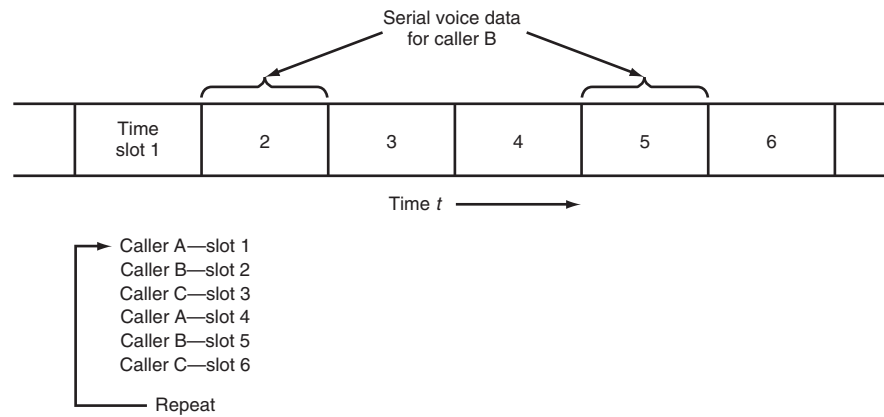 Serial voice data
for caller B
Time
slot 1
2
3
4
5
6
Time t
Caller A—slot 1
Caller B—slot 2
Caller C—slot 3
Caller A—slot 4
Caller B—slot 5
Caller C—slot 6
Repeat